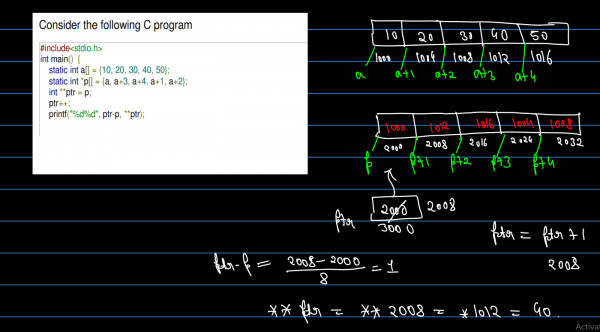 Consider the following C program
#include<stdio.h>
int main() {
static int a[] = {10, 20, 30, 40, 50};
static int *p[] = {a, a+3, a+4, a+1, a+2};
int **ptr = p;
ptr++;
printf("%d%d", ptr-p, **ptr);
10 20 30 40 50
1000 1004 1008 1012 1016
a a+1 a+2 a+3 a+4
1000 1012 1016 1004 1008
2000 2008 2016 2024 2032
p p+1 p+2 p+3 p+4
ptr 2000 2008
3000
ptr = ptr+1
2008
ptr-p = 2008-2000 = 1
8
** ptr = ** 2008 = *1012 = 40
Activat